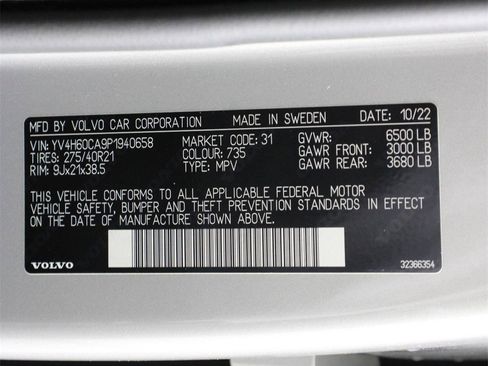 MFD BY VOLVO CAR CORPORATION MADE IN SWEDEN DATE: 10/22
VIN: YV4H60CA9P1940658 MARKET CODE: 31 GVWR: 6500 LB
TIRES: 275/40R21 COLOUR: 735 GAWR FRONT: 3000 LB
RIM: 9Jx21x38.5 TYPE: MPV GAWR REAR: 3680 LB
THIS VEHICLE CONFORMS TO ALL APPLICABLE FEDERAL MOTOR
VEHICLE SAFETY, BUMPER AND THEFT PREVENTION STANDARDS IN EFFECT
ON THE DATE OF MANUFACTURE SHOWN ABOVE.
VOLVO 32366354